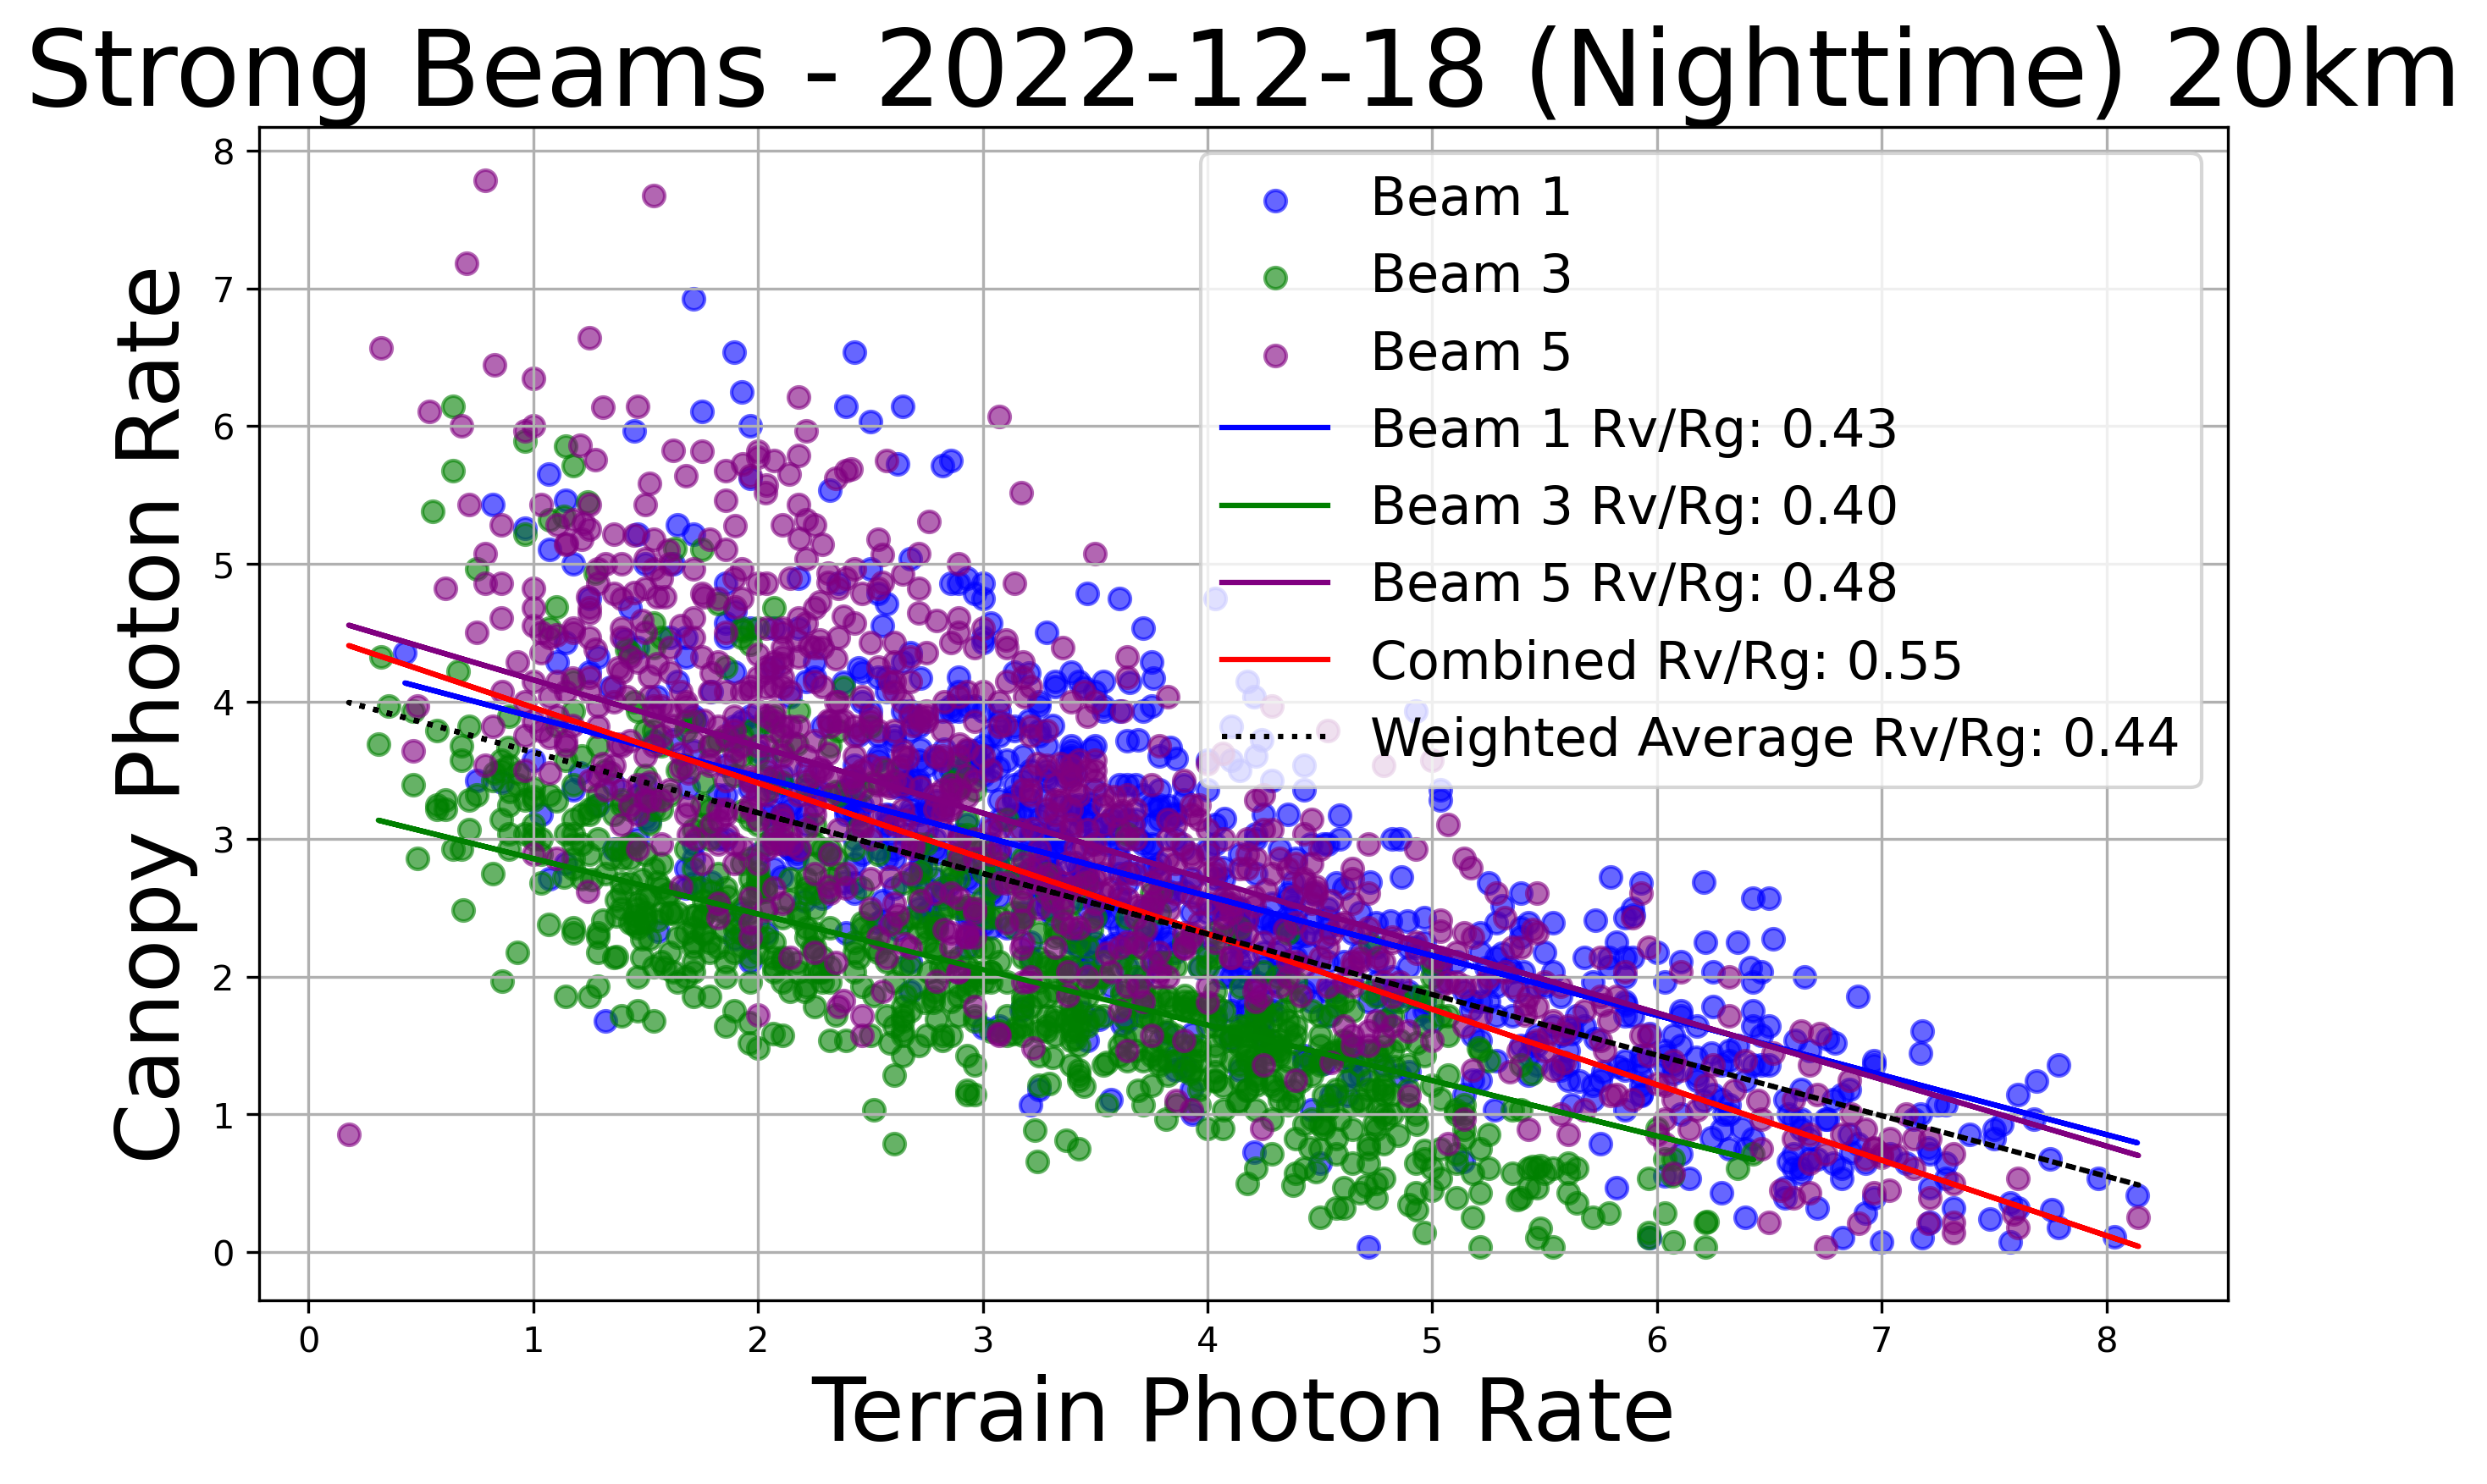 Strong Beams - 2022-12-18 (Nighttime) 20km
Canopy Photon Rate
8
7
6
5
4
3
2
1
0
Beam 1
Beam 3
Beam 5
Beam 1 Rv/Rg: 0.43
Beam 3 Rv/Rg: 0.40
Beam 5 Rv/Rg: 0.48
Combined Rv/Rg: 0.55
Weighted Average Rv/Rg: 0.44
0 1 2 3 4 5 6 7 8
Terrain Photon Rate